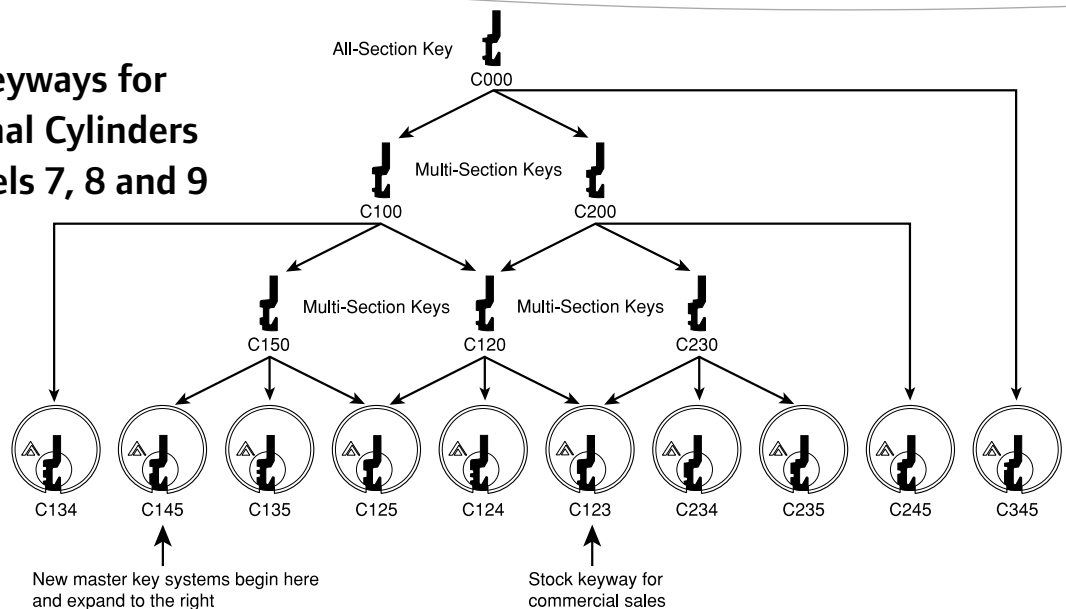 All-Section Key
C000
eyways for
nal Cylinders
els 7, 8 and 9
Multi-Section Keys
C100
C200
Multi-Section Keys
Multi-Section Keys
C150
C120
C230
C134
C145
C135
C125
C124
C123
C234
C235
C245
C345
New master key systems begin here
and expand to the right
Stock keyway for
commercial sales